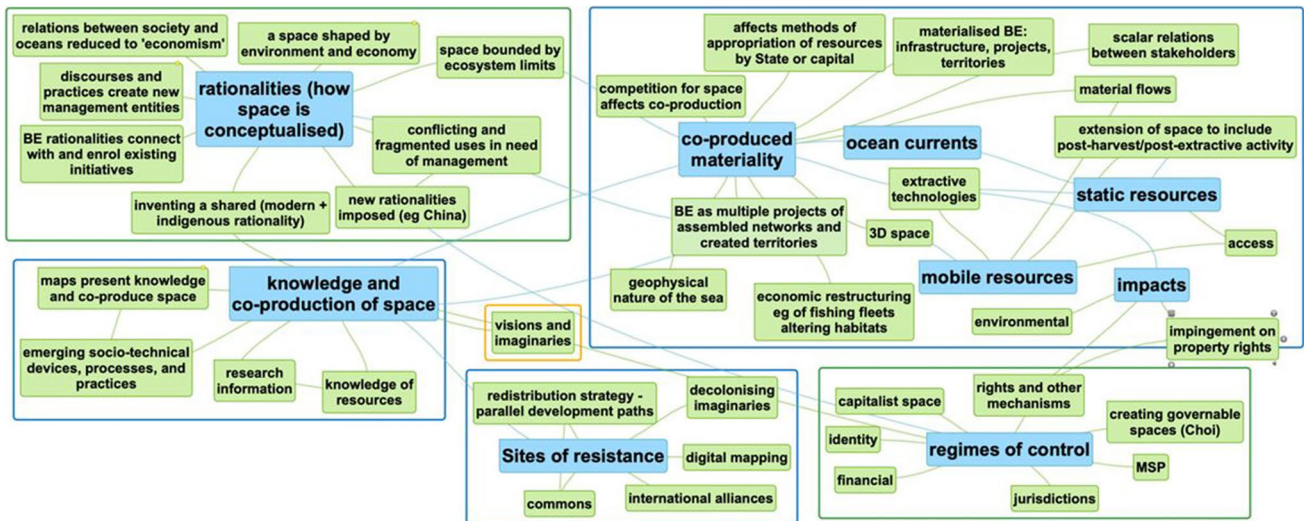 relations between society and
oceans reduced to 'economism'
a space shaped by
environment and economy
space bounded by
ecosystem limits
discourses and
practices create new
management entities
rationalities (how
space is
conceptualised)
BE rationalities connect
with and enrol existing
initiatives
conflicting and
fragmented uses in need
of management
inventing a shared (modern +
indigenous rationality)
new rationalities
imposed (eg China)
affects methods of
appropriation of resources
by State or capital
materialised BE:
infrastructure, projects,
territories
scalar relations
between stakeholders
competition for space
affects co-production
material flows
co-produced
materiality
ocean currents
extension of space to include
post-harvest/post-extractive activity
extractive
technologies
static resources
BE as multiple projects of
assembled networks and
created territories
3D space
access
geophysical
nature of the sea
economic restructuring
eg of fishing fleets
altering habitats
mobile resources
impacts
environmental
impingement on
property rights
maps present knowledge
and co-produce space
knowledge and
co-production of space
emerging socio-technical
devices, processes, and
practices
research
information
knowledge of
resources
visions and
imaginaries
redistribution strategy -
parallel development paths
decolonising
imaginaries
Sites of resistance
digital mapping
commons
international alliances
capitalist space
rights and other
mechanisms
creating governable
spaces (Choi)
identity
regimes of control
financial
MSP
jurisdictions